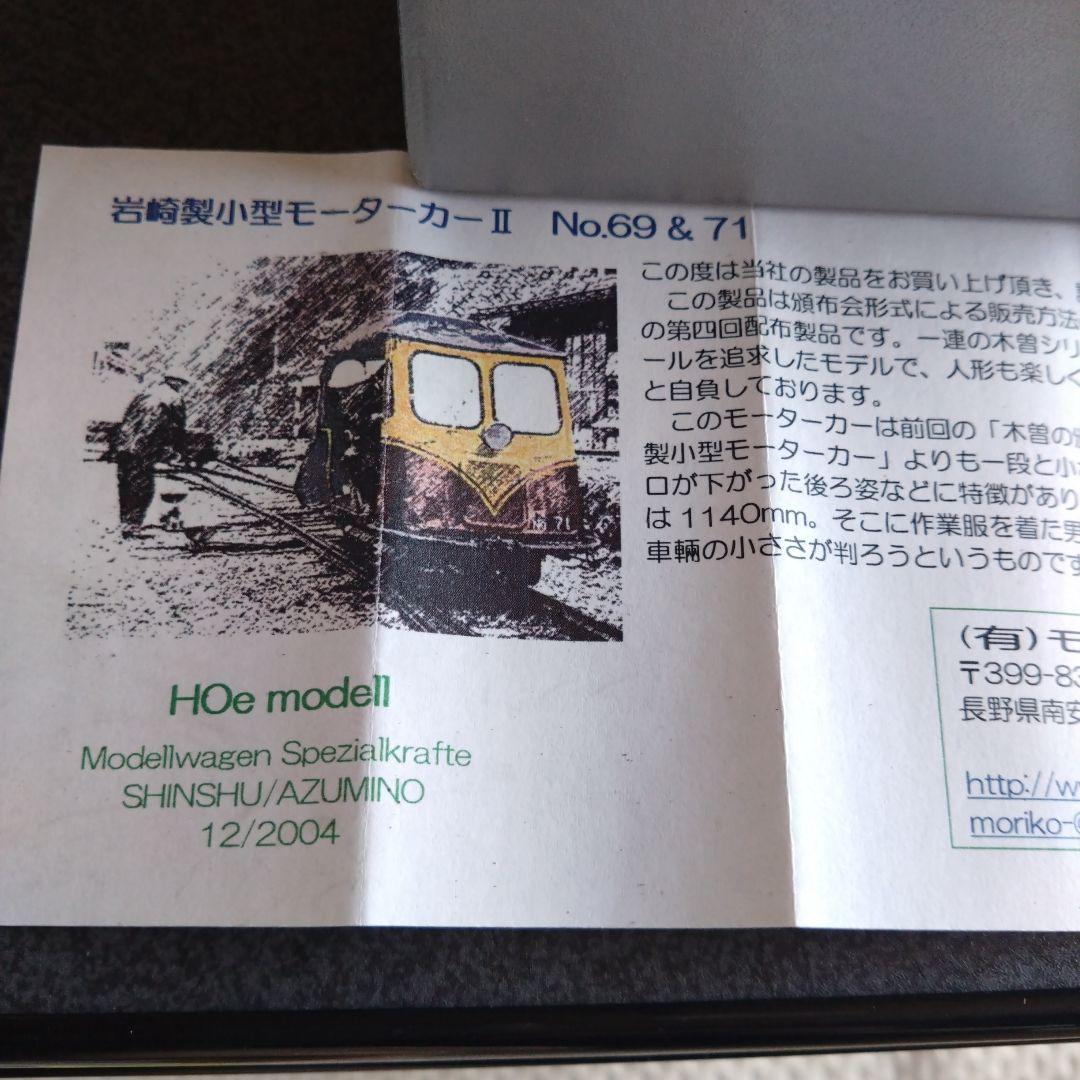 岩崎製小型モーターカーⅡ No.69 & 71
この度は当社の製品をお買い上げ頂き、
この製品は頒布会形式による販売方法
の第四回配布製品です。一連の木曽シリ
ールを追求したモデルで、人形も楽しく
と自負しております。
このモーターカーは前回の「木曽の
製小型モーターカー」よりも一段と小
ロが下がった後ろ姿などに特徴があり
は1140mm。そこに作業服を着た男
車輛の小ささが判ろうというものです
71
HOe modell
Modellwagen Spezialkrafte
SHINSHU/AZUMINO
12/2004
(有)モ
〒399-83
長野県南安
http://w
moriko-@